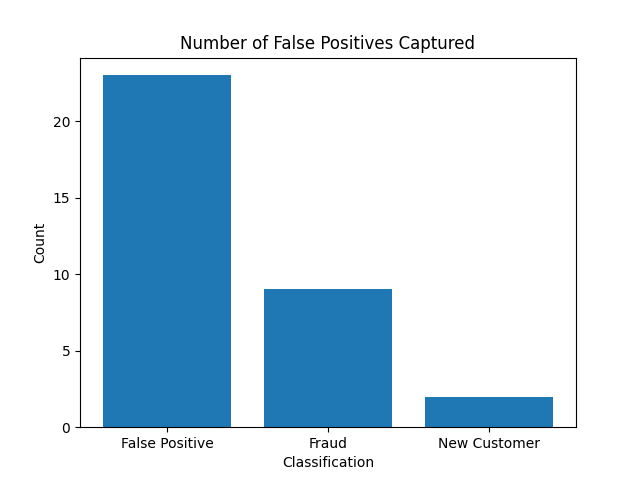 Number of False Positives Captured
Count
20
15
10
5
0
False Positive
Fraud
New Customer
Classification